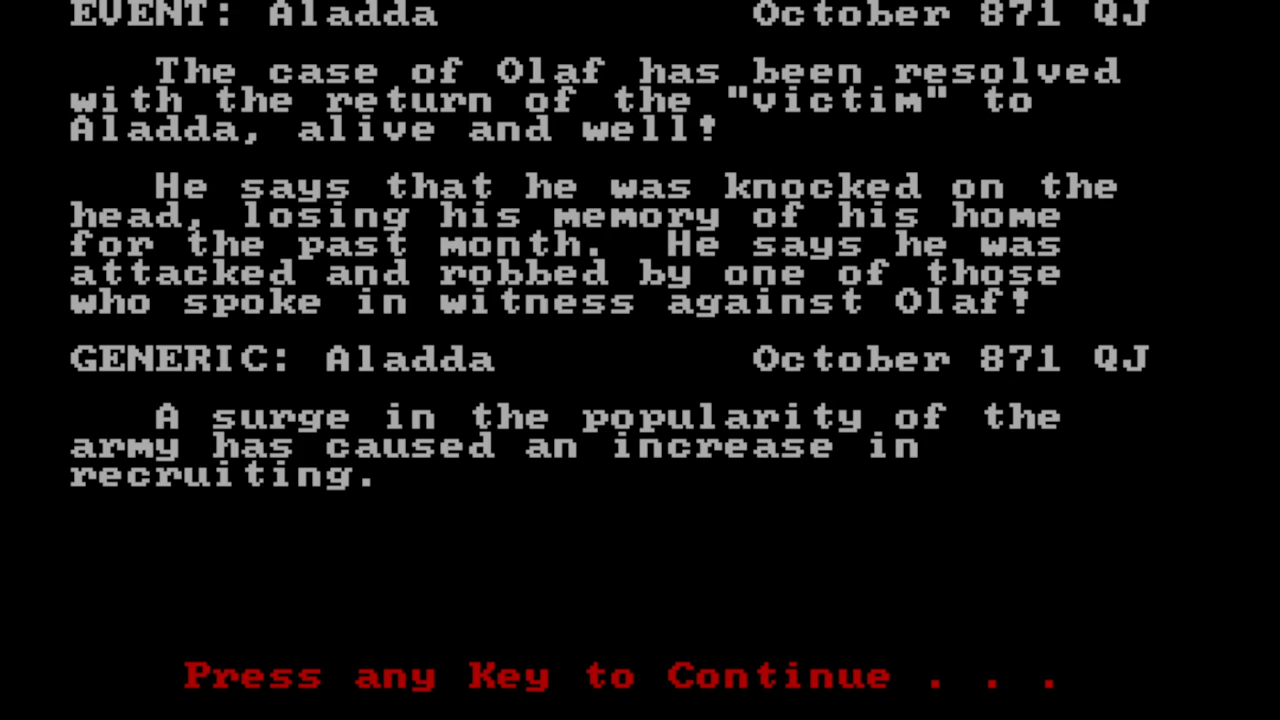 EVENT: Aladda October 871 QJ
The case of Olaf has been resolved
with the return of the "victim" to
Aladda, alive and well!
He says that he was knocked on the
head, losing his memory of his home
for the past month. He says he was
attacked and robbed by one of those
who spoke in witness against Olaf!
GENERIC: Aladda October 871 QJ
A surge in the popularity of the
army has caused an increase in
recruiting.
Press any Key to Continue . . .